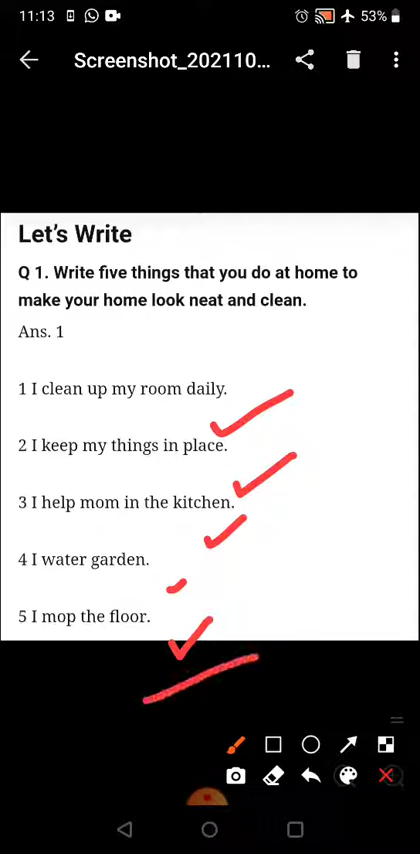 11:13 53%
Screenshot_202110...
Let's Write
Q 1. Write five things that you do at home to
make your home look neat and clean.
Ans. 1
1 I clean up my room daily.
2 I keep my things in place.
3 I help mom in the kitchen.
4 I water garden.
5 I mop the floor.